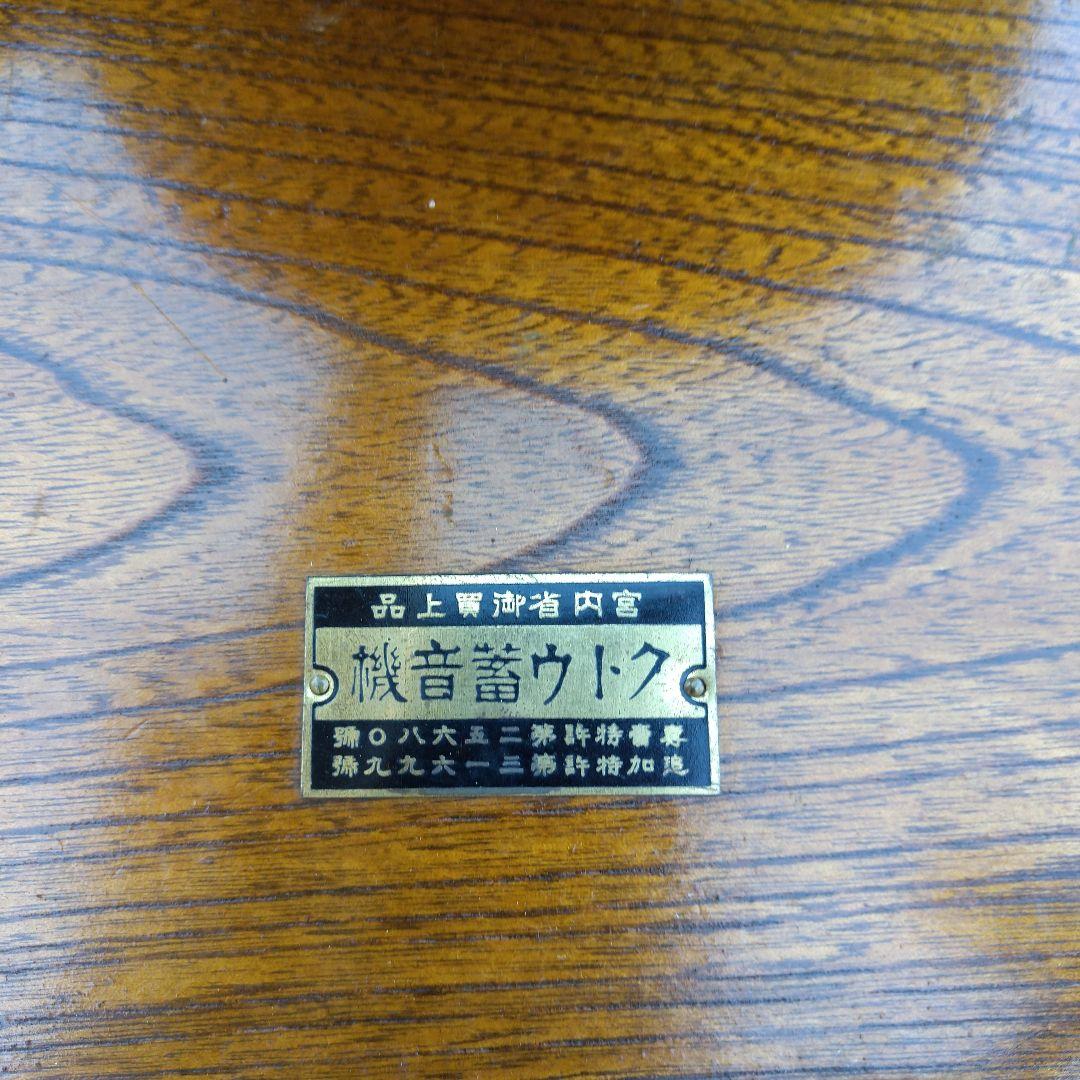 宮内省御買上品
クトウ蓄音機
專賣特許第二五六八〇號
追加特許第三一六九九號